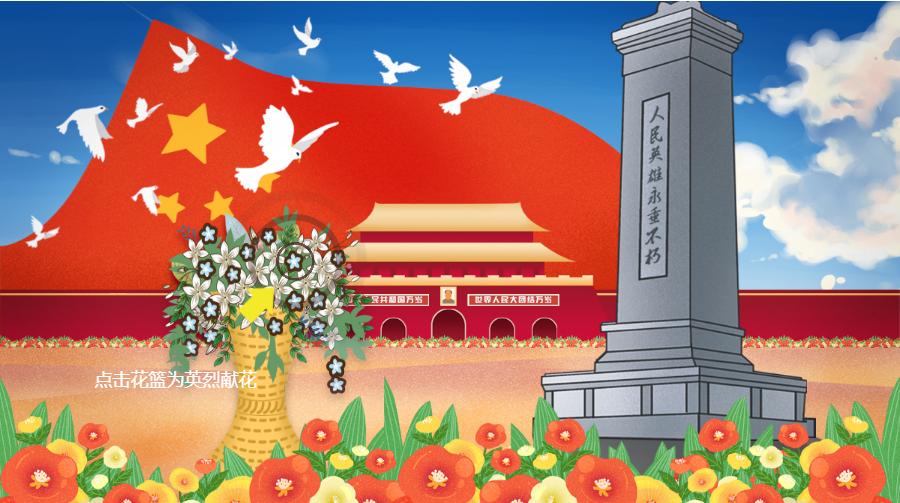 人民英雄永垂不朽
民共和国万岁
世界人民大团结万岁
点击花篮为英烈献花